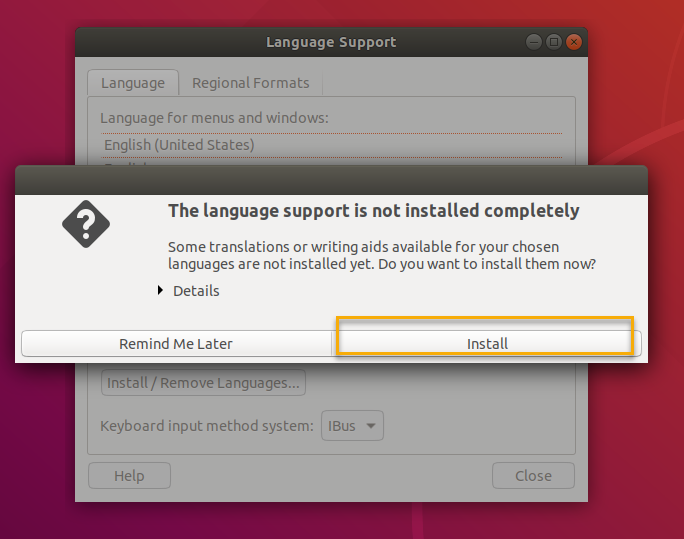 Language Support
Language Regional Formats
Language for menus and windows:
English (United States)
The language support is not installed completely
Some translations or writing aids available for your chosen
languages are not installed yet. Do you want to install them now?
Details
Remind Me Later Install
Install / Remove Languages...
Keyboard input method system: IBus
Help Close